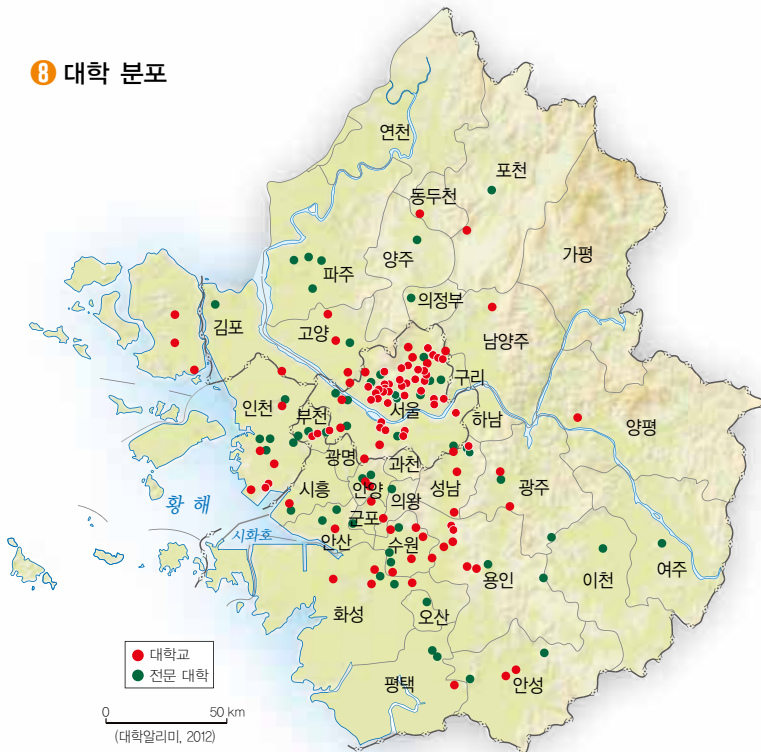 8 대학 분포
연천
포천
동두천
양주
가평
파주
의정부
김포
고양
남양주
구리
인천
부천
서울
하남
양평
광명
과천
성남
광주
시흥
안양
의왕
황해
군포
시화호
안산
수원
용인
이천
여주
화성
오산
대학교
전문 대학
평택
안성
0 50 km
(대학알리미, 2012)